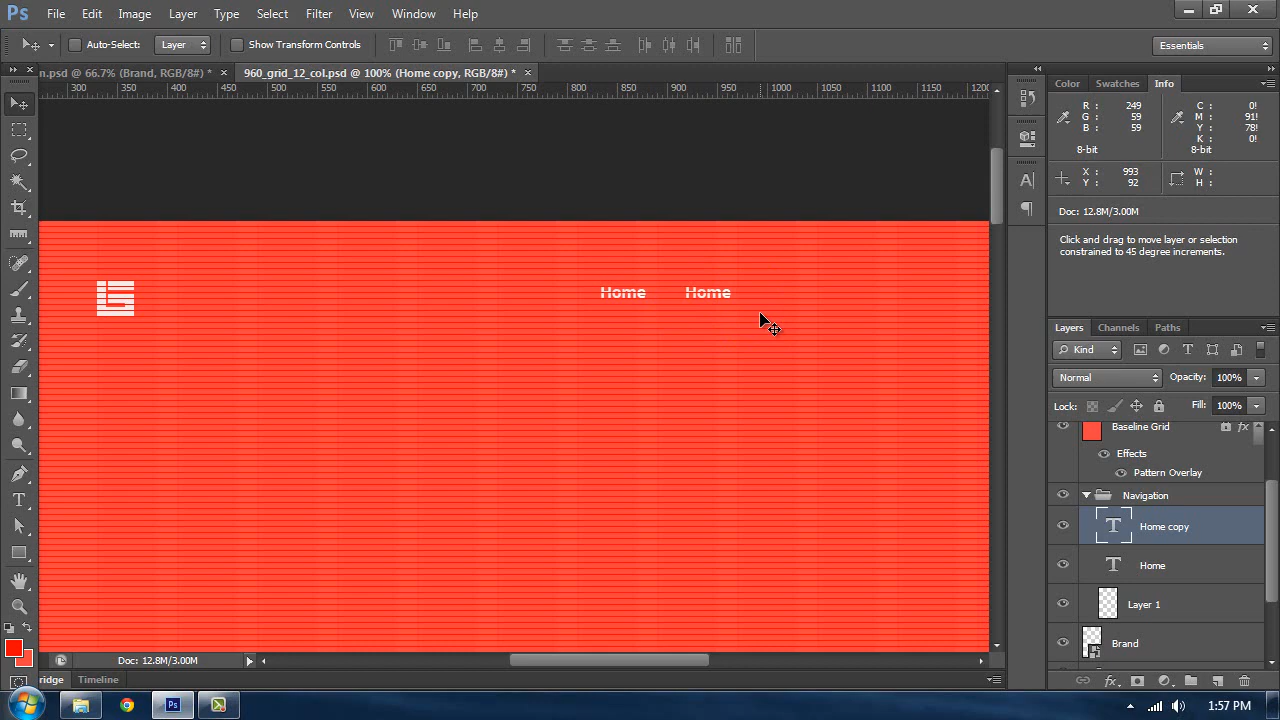 Ps File Edit Image Layer Type Select Filter View Window Help
Auto-Select: Layer Show Transform Controls Essentials
n.psd @ 66.7% (Brand, RGB/8#) * × 960_grid_12_col.psd @ 100% (Home copy, RGB/8#) * ×
300 350 400 450 500 550 600 650 700 750 800 850 900 950 1000 1050 1100 1150 1200
Color Swatches Info
R : 249 C : 0!
G : 59 M : 91!
B : 59 Y : 78!
K : 0!
8-bit 8-bit
X : 993 W :
Y : 92 H :
Doc: 12.8M/3.00M
Click and drag to move layer or selection
constrained to 45 degree increments.
Home Home
Layers Channels Paths
Kind
Normal Opacity: 100%
Lock: Fill: 100%
Baseline Grid fx
Effects
Pattern Overlay
Navigation
Home copy
Home
Layer 1
Brand
Doc: 12.8M/3.00M
ridge Timeline
1:57 PM